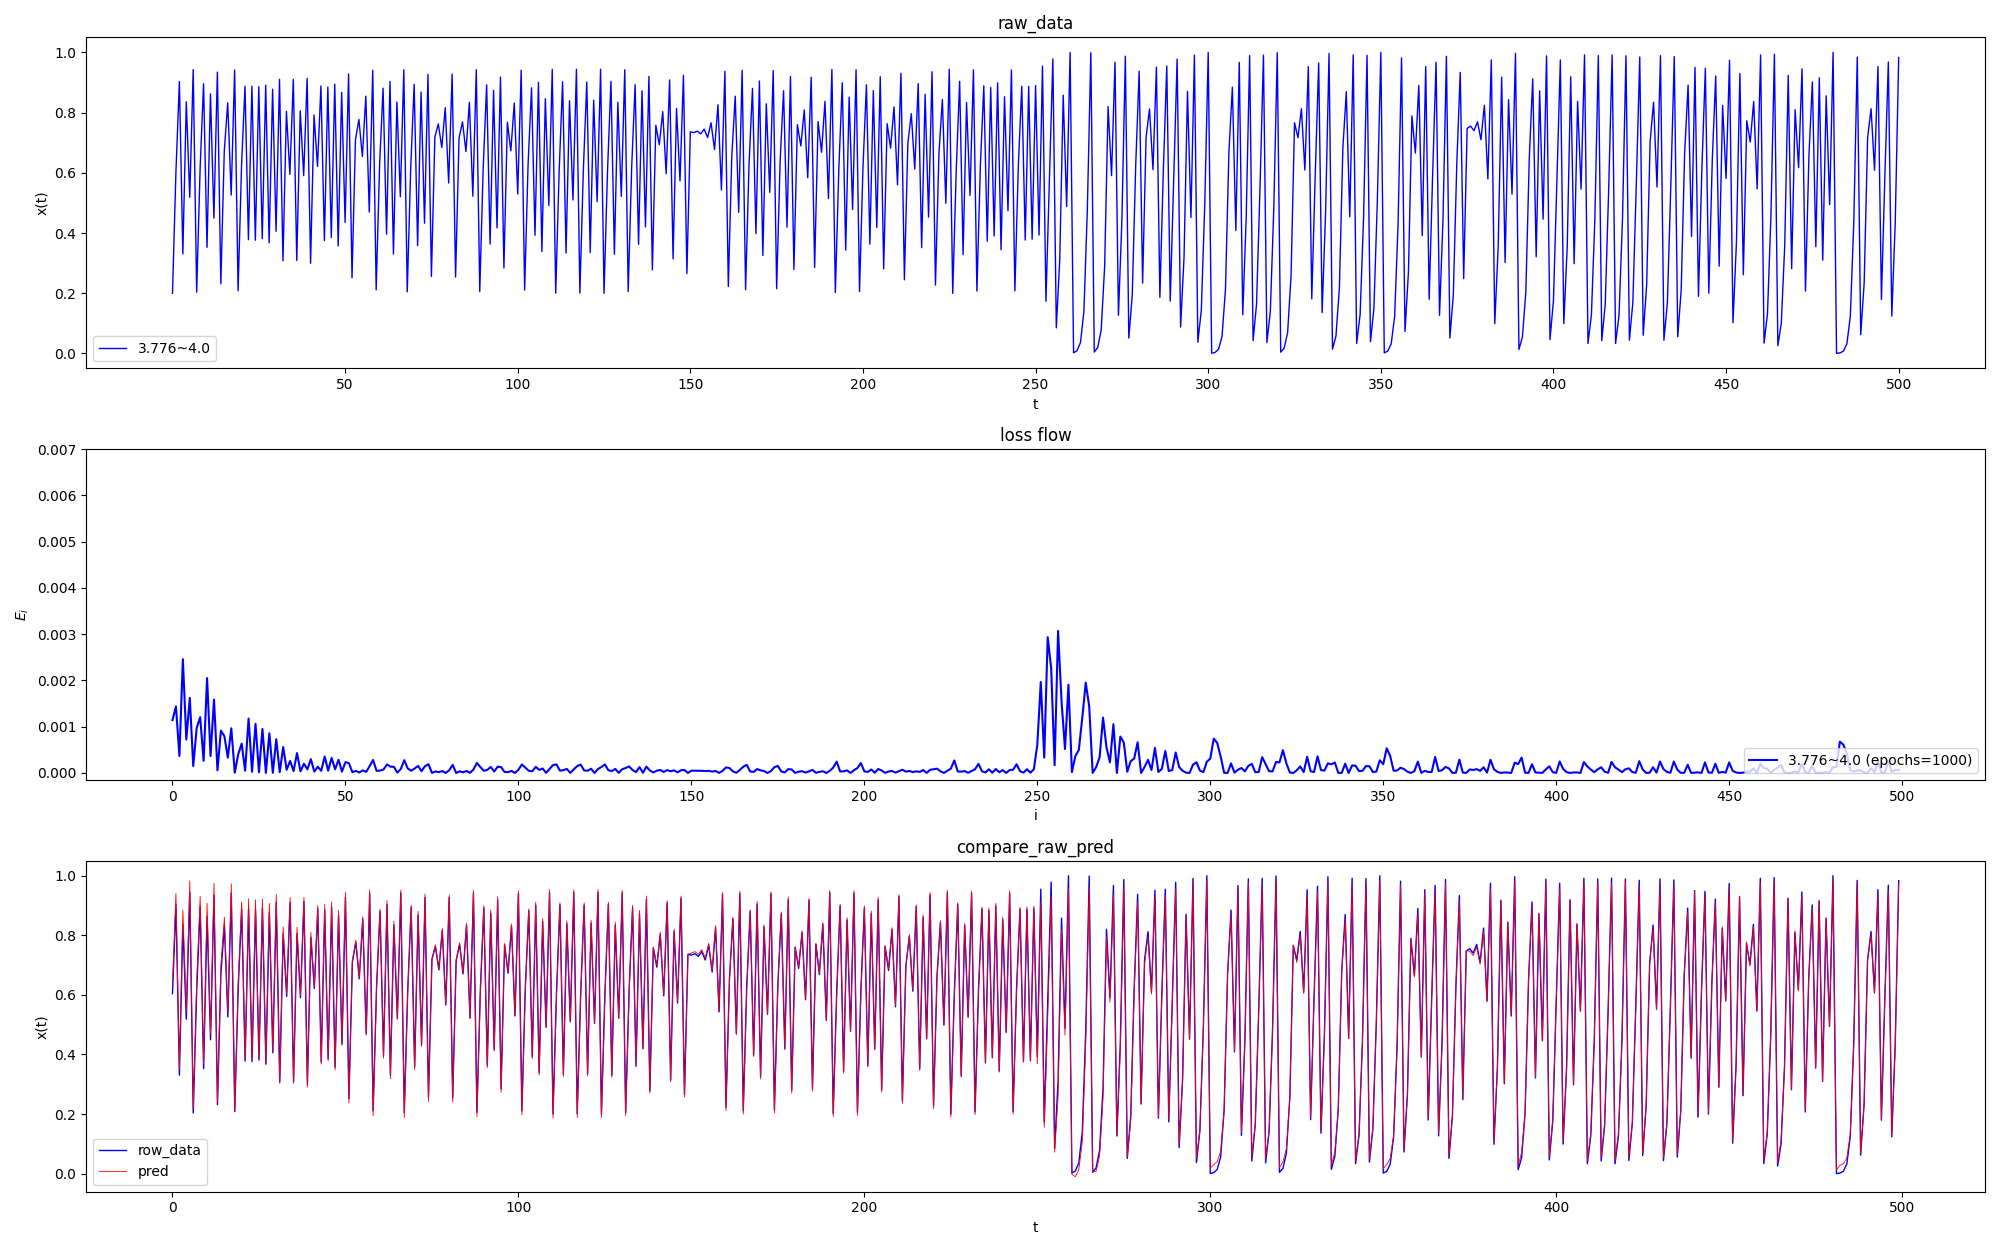 raw_data
1.0
0.8
0.6
0.4
0.2
0.0
x(t)
3.776~4.0
50 100 150 200 250 300 350 400 450 500
t
loss flow
0.007
0.006
0.005
0.004
0.003
0.002
0.001
0.000
E_i
3.776~4.0 (epochs=1000)
0 50 100 150 200 250 300 350 400 450 500
i
compare_raw_pred
1.0
0.8
0.6
0.4
0.2
0.0
x(t)
row_data
pred
0 100 200 300 400 500
t